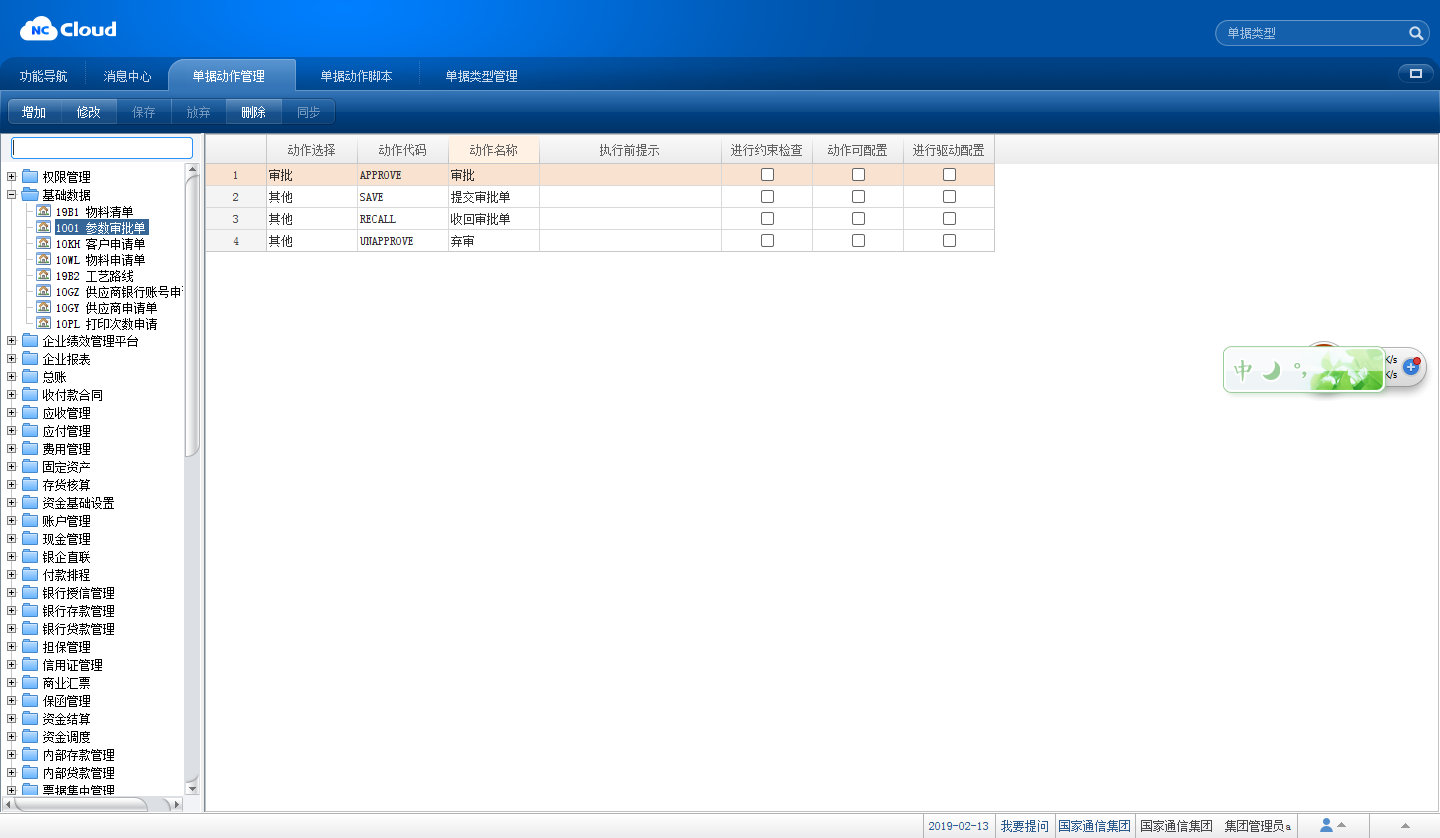 NC Cloud
单据类型
功能导航 消息中心 单据动作管理 单据动作脚本 单据类型管理
增加 修改 保存 放弃 删除 同步
动作选择 动作代码 动作名称 执行前提示 进行约束检查 动作可配置 进行驱动配置
1 审批 APPROVE 审批
2 其他 SAVE 提交审批单
3 其他 RECALL 收回审批单
4 其他 UNAPPROVE 弃审
权限管理
基础数据
19B1 物料清单
1001 参数审批单
10KH 客户申请单
10WL 物料申请单
19B2 工艺路线
10GZ 供应商银行账号申
10GY 供应商申请单
10PL 打印次数申请
企业绩效管理平台
企业报表
总账
收付款合同
应收管理
应付管理
费用管理
固定资产
存货核算
资金基础设置
账户管理
现金管理
银企直联
付款排程
银行授信管理
银行存款管理
银行贷款管理
担保管理
信用证管理
商业汇票
保函管理
资金结算
资金调度
内部存款管理
内部贷款管理
票据集中管理
中 °,
K/s
K/s
2019-02-13 我要提问 国家通信集团 国家通信集团 集团管理员a